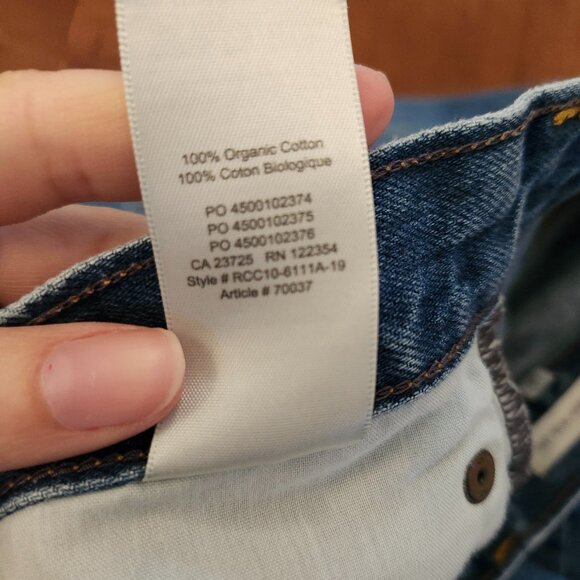 100% Organic Cotton
100% Coton Biologique
PO 4500102374
PO 4500102375
PO 4500102376
CA 23725 RN 122354
Style # RCC10-6111A-19
Article # 70037